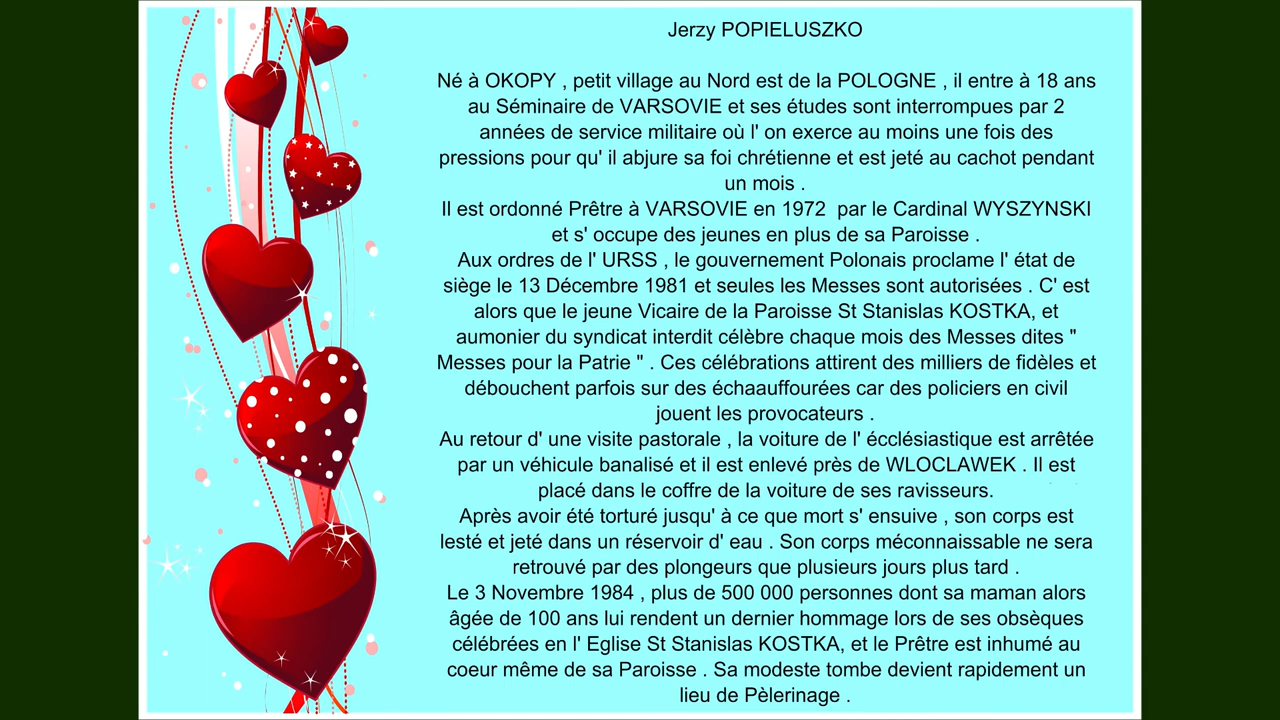 Jerzy POPIELUSZKO
Né à OKOPY , petit village au Nord est de la POLOGNE , il entre à 18 ans
au Séminaire de VARSOVIE et ses études sont interrompues par 2
années de service militaire où l' on exerce au moins une fois des
pressions pour qu' il abjure sa foi chrétienne et est jeté au cachot pendant
un mois .
Il est ordonné Prêtre à VARSOVIE en 1972  par le Cardinal WYSZYNSKI
et s' occupe des jeunes en plus de sa Paroisse .
Aux ordres de l' URSS , le gouvernement Polonais proclame l' état de
siège le 13 Décembre 1981 et seules les Messes sont autorisées . C' est
alors que le jeune Vicaire de la Paroisse St Stanislas KOSTKA, et
aumonier du syndicat interdit célèbre chaque mois des Messes dites "
Messes pour la Patrie " . Ces célébrations attirent des milliers de fidèles et
débouchent parfois sur des échaauffourées car des policiers en civil
jouent les provocateurs .
Au retour d' une visite pastorale , la voiture de l' écclésiastique est arrêtée
par un véhicule banalisé et il est enlevé près de WLOCLAWEK . Il est
placé dans le coffre de la voiture de ses ravisseurs.
Après avoir été torturé jusqu' à ce que mort s' ensuive , son corps est
lesté et jeté dans un réservoir d' eau . Son corps méconnaissable ne sera
retrouvé par des plongeurs que plusieurs jours plus tard .
Le 3 Novembre 1984 , plus de 500 000 personnes dont sa maman alors
âgée de 100 ans lui rendent un dernier hommage lors de ses obsèques
célébrées en l' Eglise St Stanislas KOSTKA, et le Prêtre est inhumé au
coeur même de sa Paroisse . Sa modeste tombe devient rapidement un
lieu de Pèlerinage .